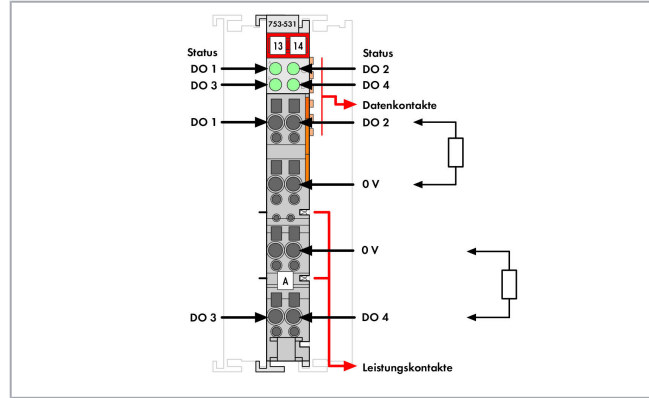 753-531
13 14
Status Status
DO 1 DO 2
DO 3 DO 4
Datenkontakte
DO 1 DO 2
0 V
0 V
A
DO 3 DO 4
Leistungskontakte